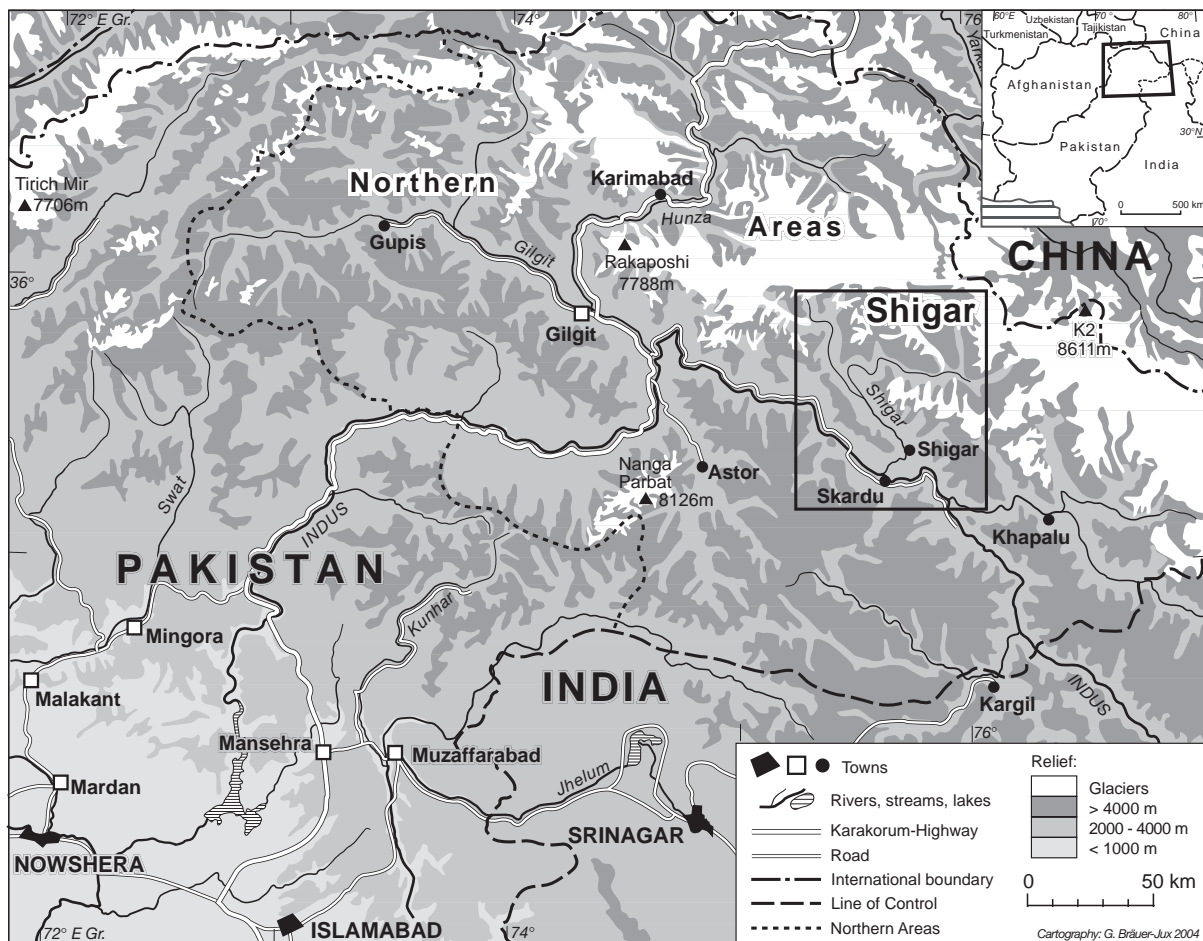 72° E Gr.
74°
76
Yarka
60°E
70°
80°
Uzbekistan
Tajikistan
Turkmenistan
China
Afghanistan
30°N
Pakistan
India
70°
0 500 km
Tirich Mir
7706m
Northern
Karimabad
Hunza
Areas
Gupis
Gilgit
Rakaposhi
7788m
CHINA
36°
Gilgit
Shigar
K2
8611m
Shigar
Shigar
Nanga
Parbat
8126m
Astor
Skardu
Swat
INDUS
Khapalu
PAKISTAN
Kunhar
Mingora
INDIA
Malakant
Kargil
INDUS
76°
Mansehra
Muzaffarabad
Mardan
Jhelum
SRINAGAR
NOWSHERA
ISLAMABAD
72° E Gr.
74°
Towns
Rivers, streams, lakes
Karakorum-Highway
Road
International boundary
Line of Control
Northern Areas
Relief:
Glaciers
> 4000 m
2000 - 4000 m
< 1000 m
0 50 km
Cartography: G. Bräuer-Jux 2004